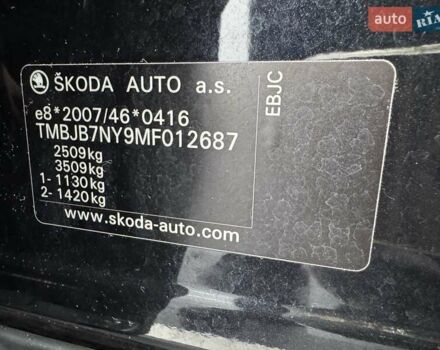 auto RIA
ŠKODA AUTO a.s.
EBJC
e8*2007/46*0416
TMBJB7NY9MF012687
2509kg
3509kg
1- 1130kg
2- 1420kg
www.skoda-auto.com